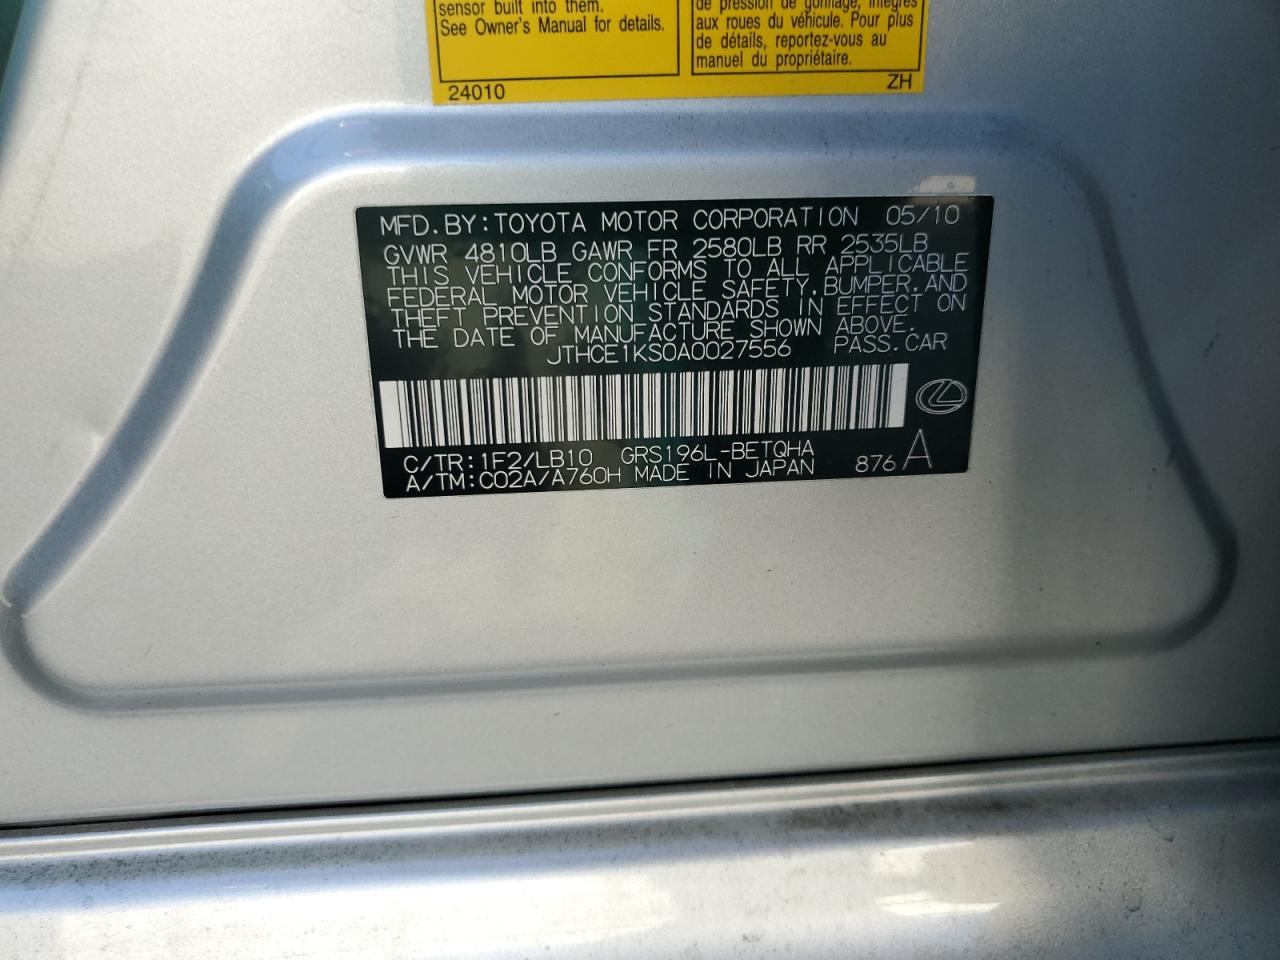 sensor built into them.
See Owner's Manual for details.
de pression de gonflage, intégrés
aux roues du véhicule. Pour plus
de détails, reportez-vous au
manuel du propriétaire.
24010
ZH
MFD.BY:TOYOTA MOTOR CORPORATION 05/10
GVWR 4810LB GAWR FR 2580LB RR 2535LB
THIS VEHICLE CONFORMS TO ALL APPLICABLE
FEDERAL MOTOR VEHICLE SAFETY,BUMPER,AND
THEFT PREVENTION STANDARDS IN EFFECT ON
THE DATE OF MANUFACTURE SHOWN ABOVE.
JTHCE1KS0A0027556 PASS.CAR
C/TR:1F2/LB10 GRS196L-BETQHA
A/TM:C02A/A760H MADE IN JAPAN 876 A